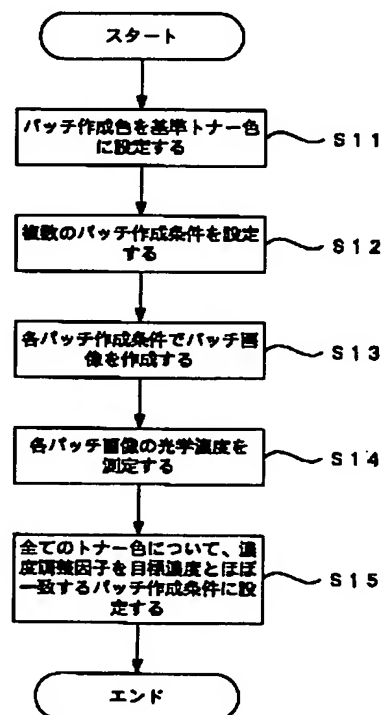 スタート
パッチ作成色を基準トナー色
に設定する
S11
複数のパッチ作成条件を設定
する
S12
各パッチ作成条件でパッチ画
像を作成する
S13
各パッチ画像の光学濃度を
測定する
S14
全てのトナー色について、濃
度調整因子を目標濃度とほぼ
一致するパッチ作成条件に設
定する
S15
エンド